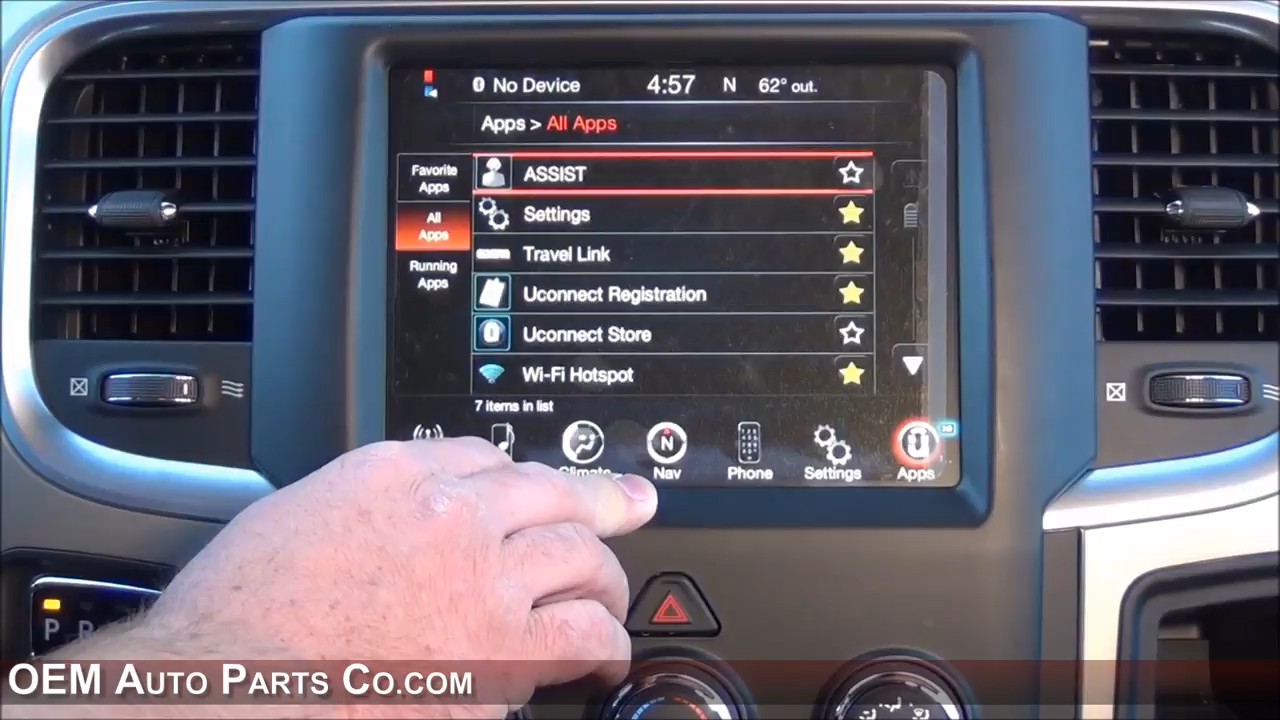 No Device
4:57
N
62° out.
Apps > All Apps
Favorite
Apps
All
Apps
Running
Apps
ASSIST
Settings
Travel Link
Uconnect Registration
Uconnect Store
Wi-Fi Hotspot
7 items in list
N
Climate
Nav
Phone
Settings
Apps
3G
P R
OEM AUTO PARTS CO.COM